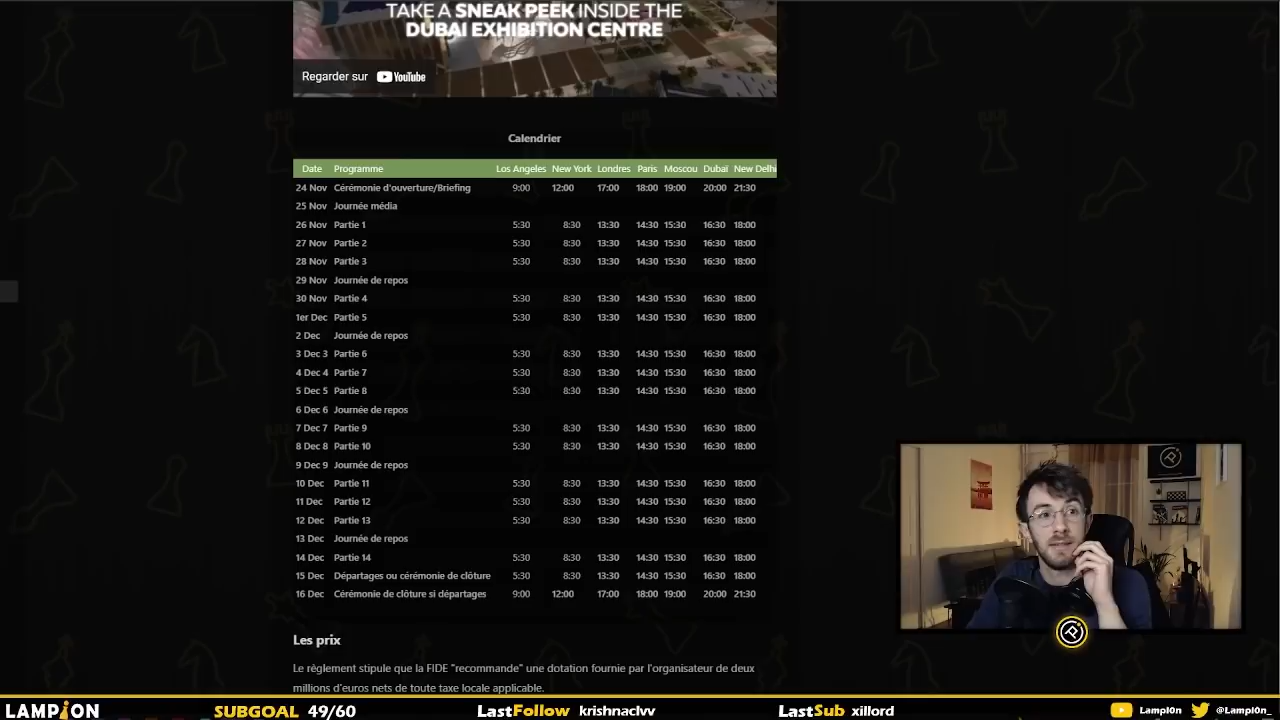 TAKE A SNEAK PEEK INSIDE THE
DUBAI EXHIBITION CENTRE
Regarder sur YouTube
Calendrier
Date Programme Los Angeles New York Londres Paris Moscou Dubaï New Delhi
24 Nov Cérémonie d'ouverture/Briefing 9:00 12:00 17:00 18:00 19:00 20:00 21:30
25 Nov Journée média
26 Nov Partie 1 5:30 8:30 13:30 14:30 15:30 16:30 18:00
27 Nov Partie 2 5:30 8:30 13:30 14:30 15:30 16:30 18:00
28 Nov Partie 3 5:30 8:30 13:30 14:30 15:30 16:30 18:00
29 Nov Journée de repos
30 Nov Partie 4 5:30 8:30 13:30 14:30 15:30 16:30 18:00
1er Dec Partie 5 5:30 8:30 13:30 14:30 15:30 16:30 18:00
2 Dec Journée de repos
3 Dec 3 Partie 6 5:30 8:30 13:30 14:30 15:30 16:30 18:00
4 Dec 4 Partie 7 5:30 8:30 13:30 14:30 15:30 16:30 18:00
5 Dec 5 Partie 8 5:30 8:30 13:30 14:30 15:30 16:30 18:00
6 Dec 6 Journée de repos
7 Dec 7 Partie 9 5:30 8:30 13:30 14:30 15:30 16:30 18:00
8 Dec 8 Partie 10 5:30 8:30 13:30 14:30 15:30 16:30 18:00
9 Dec 9 Journée de repos
10 Dec Partie 11 5:30 8:30 13:30 14:30 15:30 16:30 18:00
11 Dec Partie 12 5:30 8:30 13:30 14:30 15:30 16:30 18:00
12 Dec Partie 13 5:30 8:30 13:30 14:30 15:30 16:30 18:00
13 Dec Journée de repos
14 Dec Partie 14 5:30 8:30 13:30 14:30 15:30 16:30 18:00
15 Dec Départages ou cérémonie de clôture 5:30 8:30 13:30 14:30 15:30 16:30 18:00
16 Dec Cérémonie de clôture si départages 9:00 12:00 17:00 18:00 19:00 20:00 21:30
Les prix
Le règlement stipule que la FIDE "recommande" une dotation fournie par l'organisateur de deux
millions d'euros nets de toute taxe locale applicable.
LAMPION SUBGOAL 49/60 LastFollow krishnaclvv LastSub xillord Lampl0n @Lampl0n_